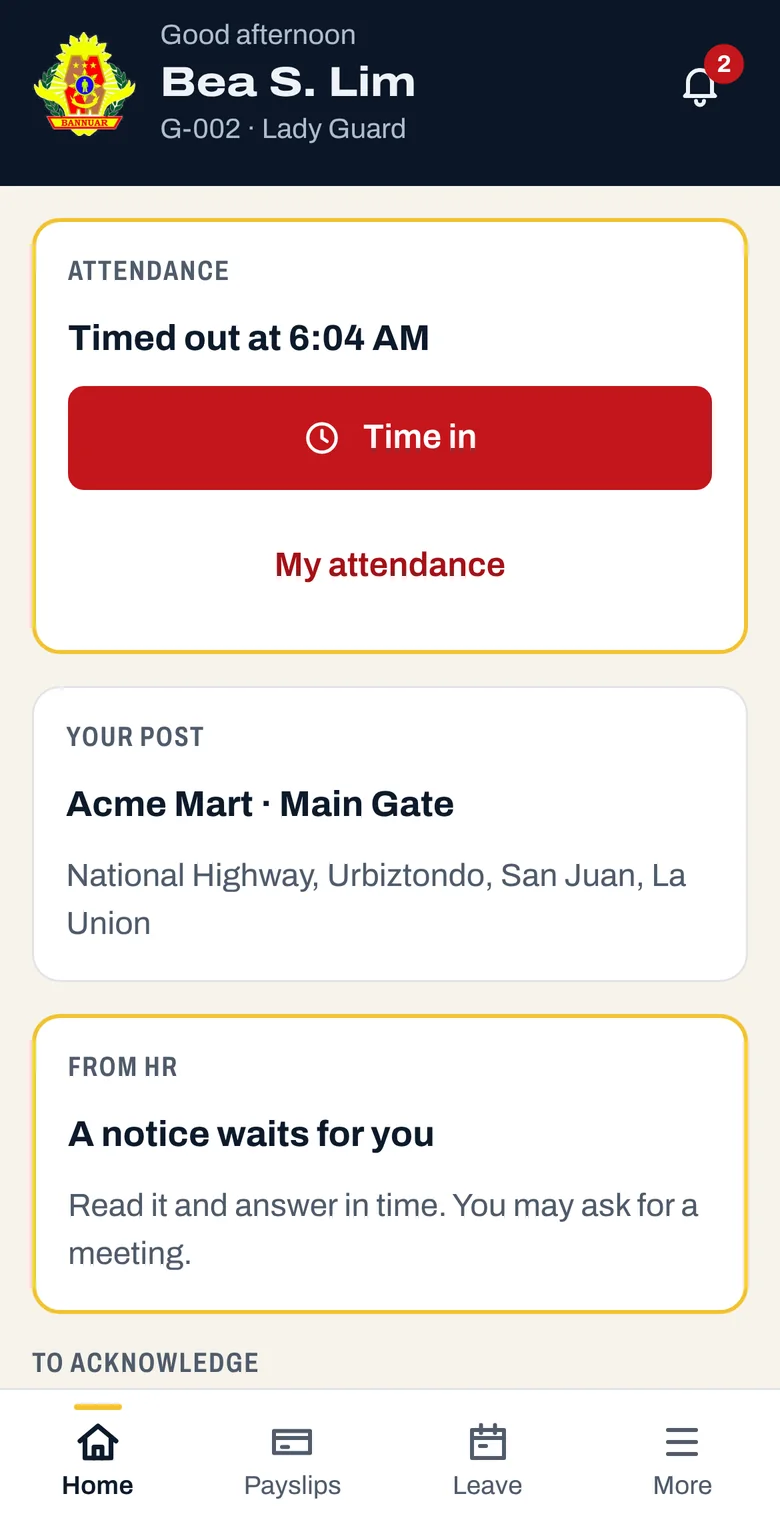 Good afternoon
Bea S. Lim
G-002 · Lady Guard
2
BANNUAR
ATTENDANCE
Timed out at 6:04 AM
Time in
My attendance
YOUR POST
Acme Mart · Main Gate
National Highway, Urbiztondo, San Juan, La
Union
FROM HR
A notice waits for you
Read it and answer in time. You may ask for a
meeting.
TO ACKNOWLEDGE
Home
Payslips
Leave
More